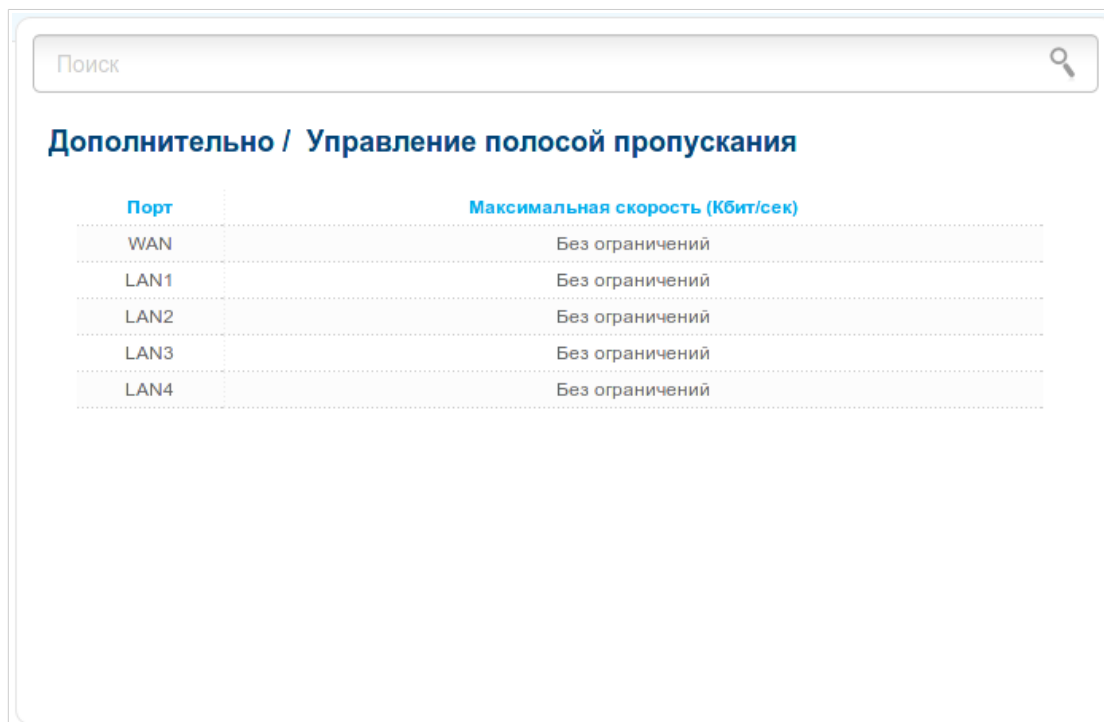 Поиск
Дополнительно / Управление полосой пропускания
Порт Максимальная скорость (Кбит/сек)
WAN Без ограничений
LAN1 Без ограничений
LAN2 Без ограничений
LAN3 Без ограничений
LAN4 Без ограничений